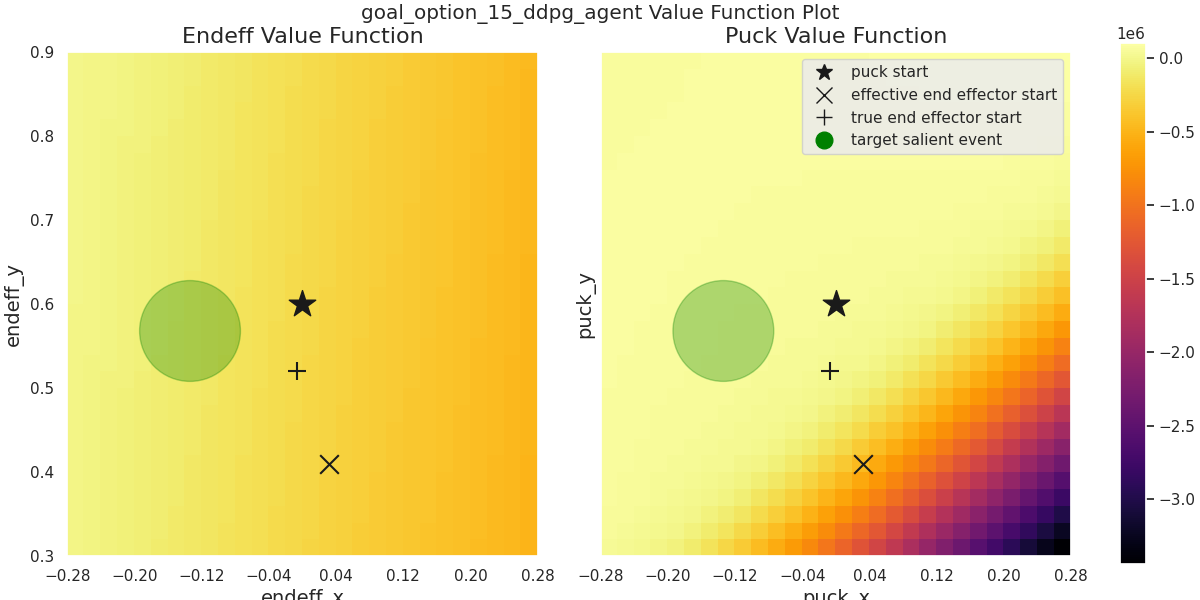 goal_option_15_ddpg_agent Value Function Plot
Endeff Value Function
0.9
0.8
0.7
0.6
0.5
0.4
0.3
endeff_y
−0.28 −0.20 −0.12 −0.04 0.04 0.12 0.20 0.28
endeff_x
Puck Value Function
puck start
effective end effector start
true end effector start
target salient event
puck_y
−0.28 −0.20 −0.12 −0.04 0.04 0.12 0.20 0.28
puck_x
1e6
0.0
−0.5
−1.0
−1.5
−2.0
−2.5
−3.0